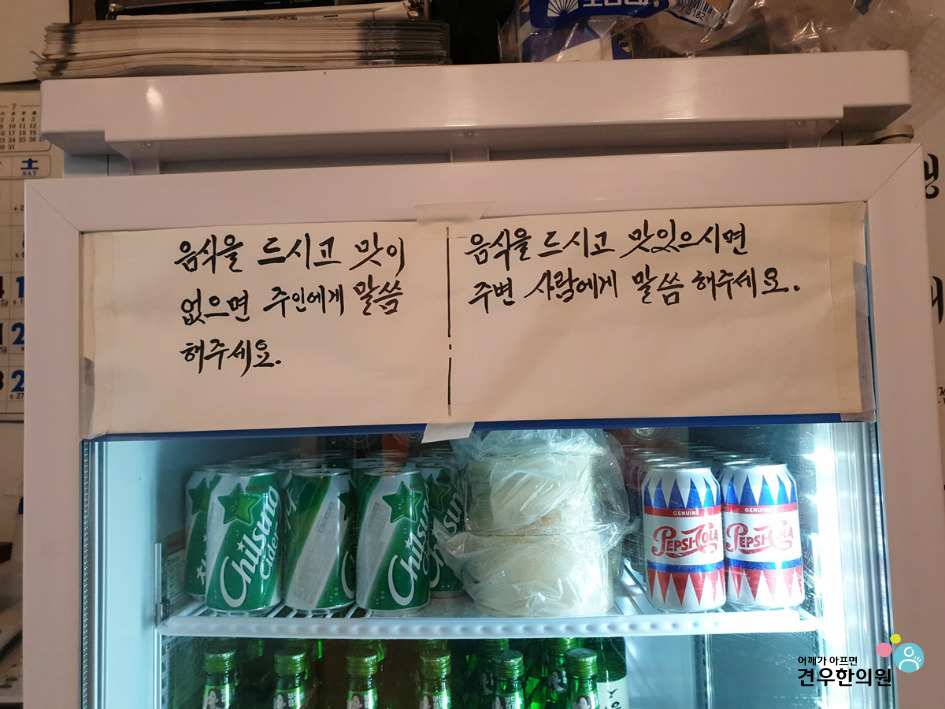 음식을 드시고 맛이
없으면 주인에게 말씀
해주세요.
음식을 드시고 맛있으시면
주변 사람에게 말씀 해주세요.
Chilsung
Cider
Chilsung
Cider
GENUINE
PEPSI-COLA
GENUINE
PEPSI-COLA
土
SAT
어깨가 아프면
견우한의원